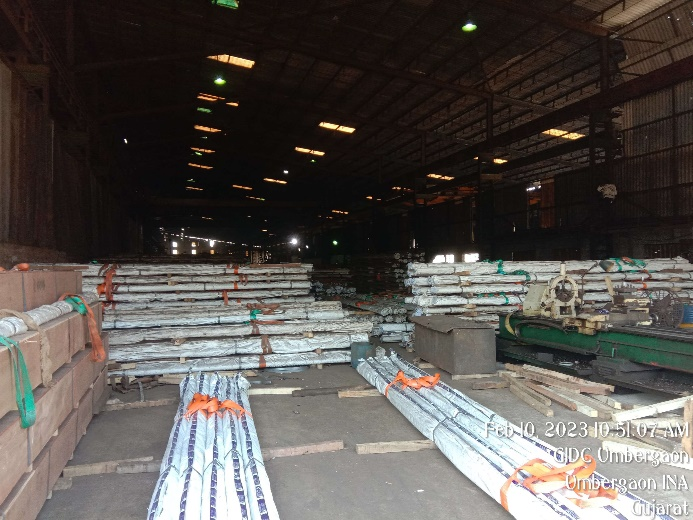 Feb 10, 2023 10:51:07 AM
GIDC Umbergaon
Umbergaon INA
Gujarat